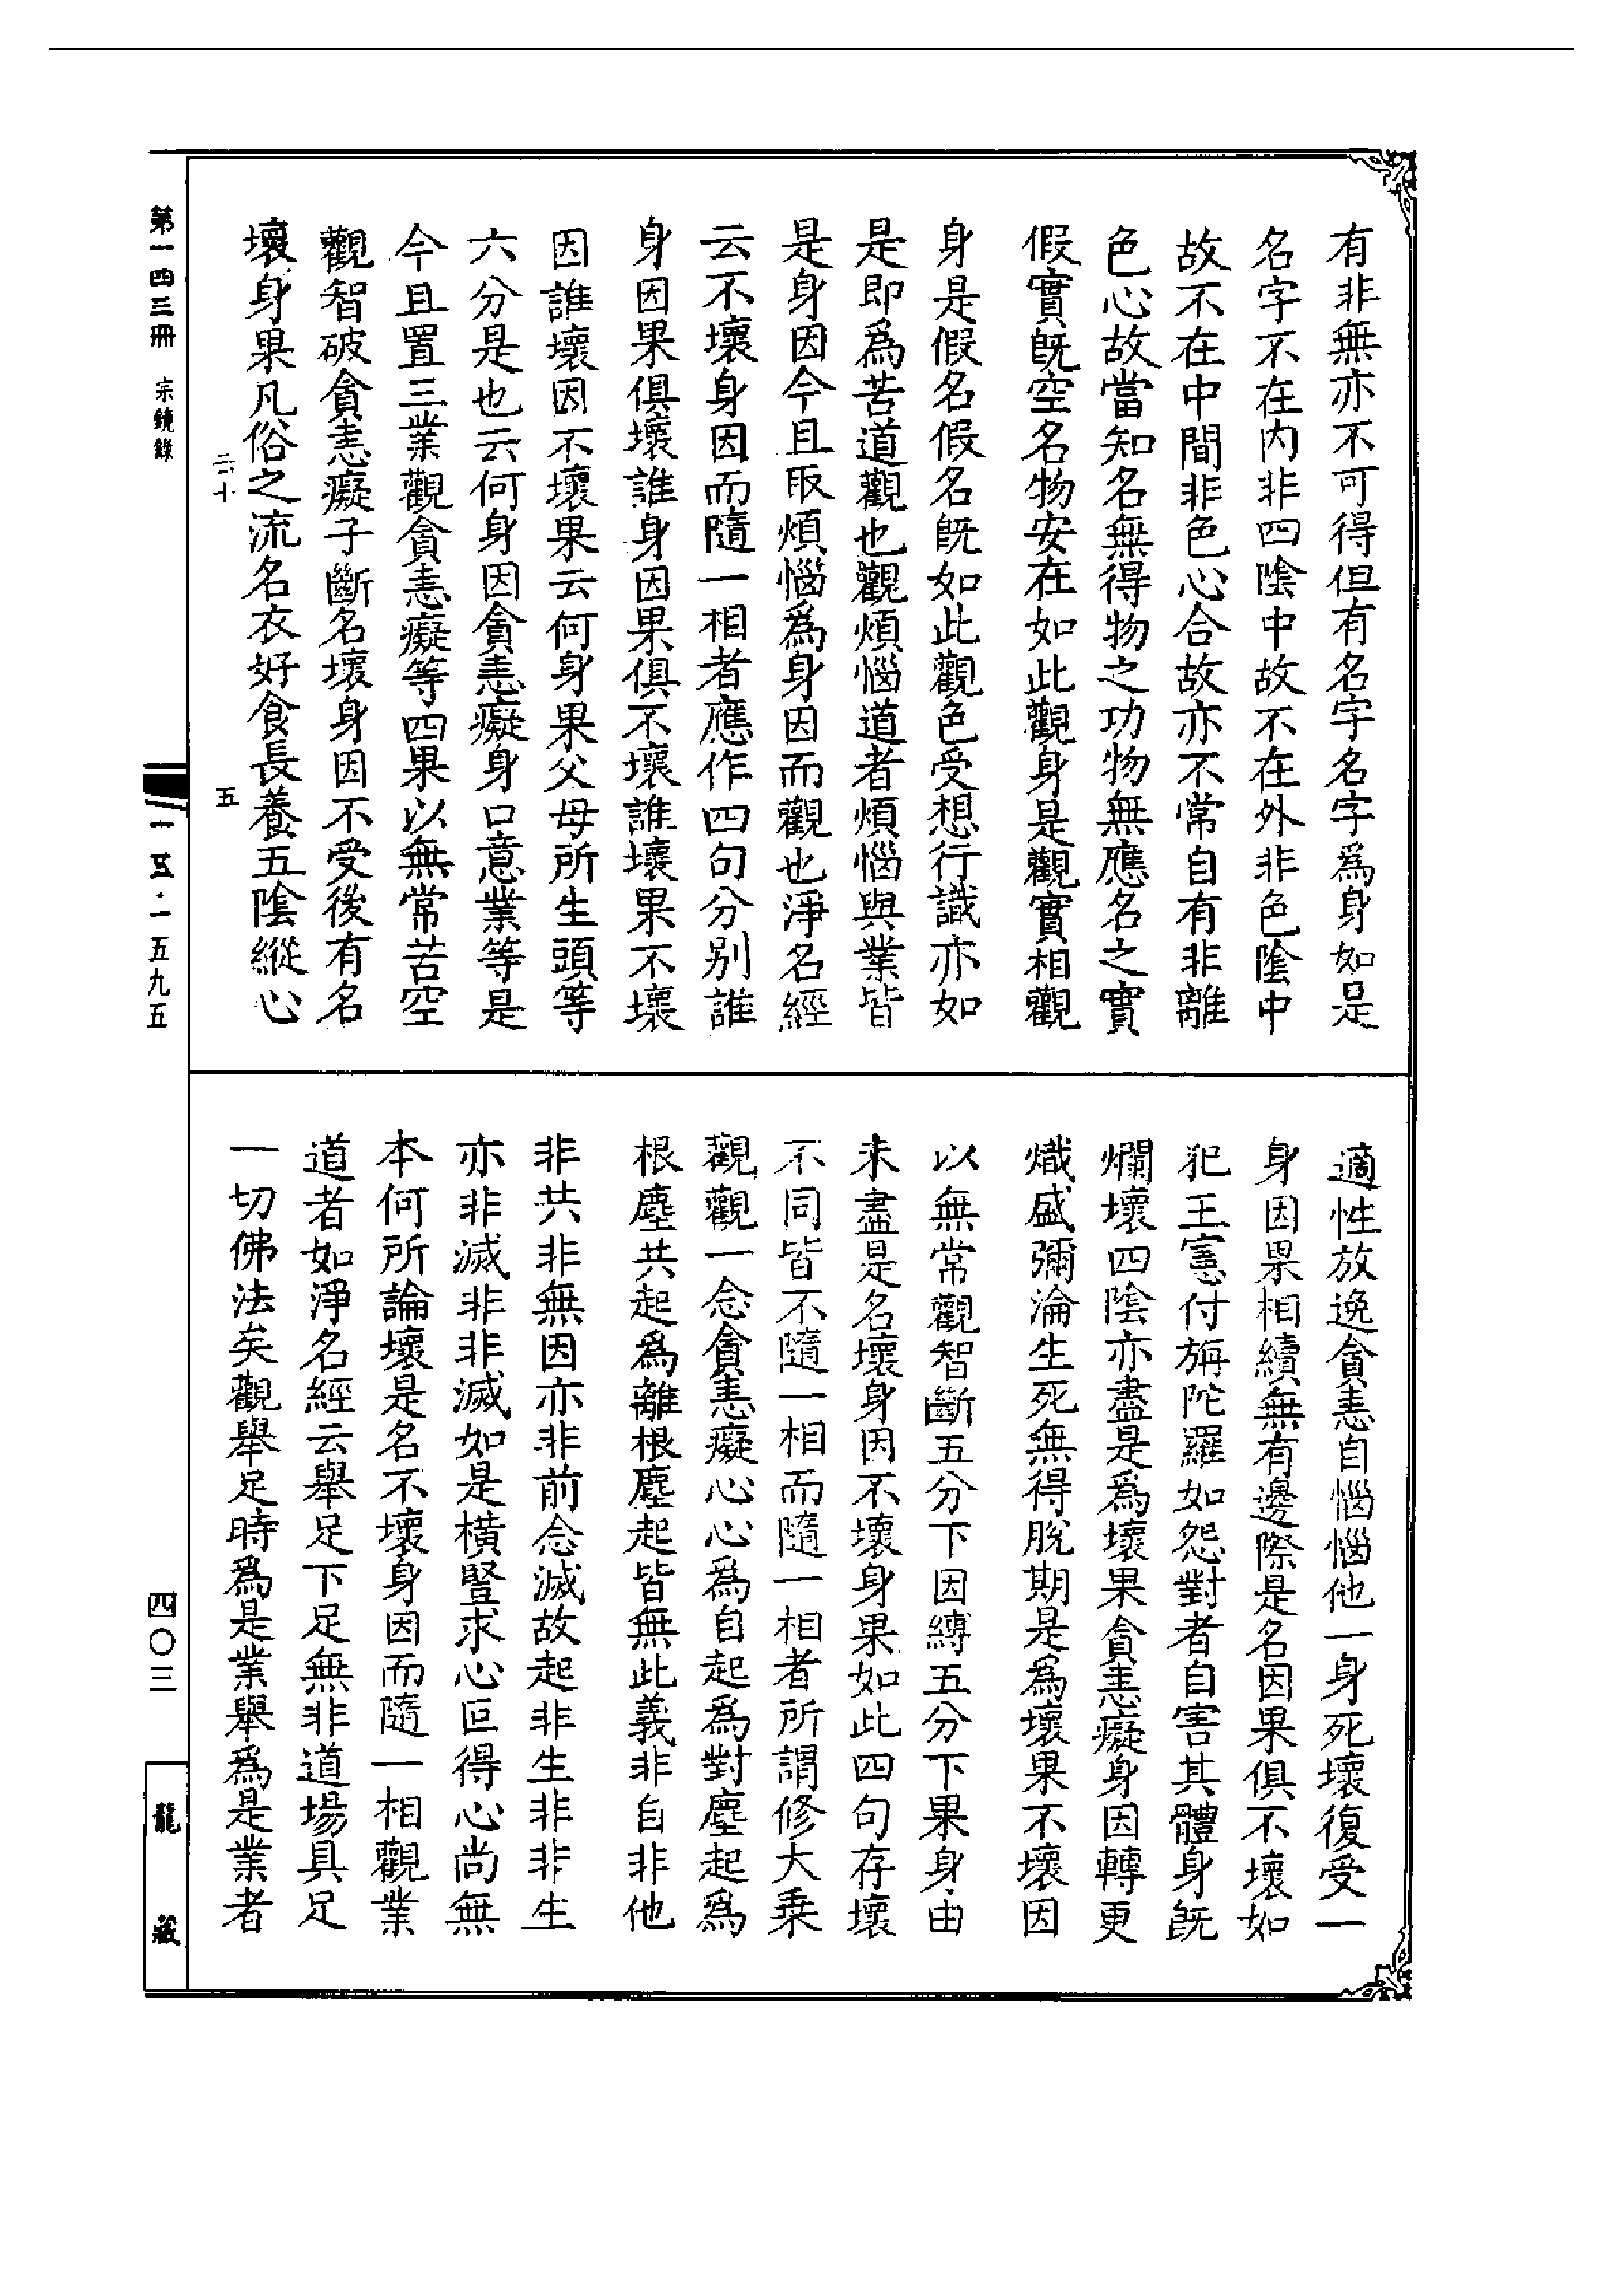 有非無亦不可得但有名字名字為身如是
名字不在內非四陰中故不在外非色陰中
故不在中間非色心合故亦不常自有非離
色心故當知名無得物之功物無應名之實
假實既空名物安在如此觀身是觀實相觀
身是假名假名既如此觀色受想行識亦如
是即為苦道觀也觀煩惱道者煩惱與業皆
是身因今且取煩惱為身因而觀也淨名經
云不壞身因而隨一相者應作四句分別誰
身因果俱壞誰身因果俱不壞誰壞果不壞
因誰壞因不壞果云何身果父母所生頭等
六分是也云何身因貪恚癡身口意業等是
今且置三業觀貪恚癡等四果以無常苦空
觀智破貪恚癡子斷名壞身因不受後有名
壞身果凡俗之流名衣好食長養五陰縱心
適性放逸貪恚自惱惱他一身死壞復受一
身因果相續無有邊際是名因果俱不壞如
犯王憲付旃陀羅如怨對者自害其體身既
爛壞四陰亦盡是為壞果貪恚癡身因轉更
熾盛彌淪生死無得脫期是為壞果不壞因
以無常觀智斷五分下因縛五分下果身由
未盡是名壞身因不壞身果如此四句存壞
不同皆不隨一相而隨一相者所謂修大乘
觀觀一念貪恚癡心心為自起為對塵起為
根塵共起為離根塵起皆無此義非自非他
非共非無因亦非前念滅故起非生非非生
亦非滅非非滅如是橫豎求心叵得心尚無
本何所論壞是名不壞身因而隨一相觀業
道者如淨名經云舉足下足無非道場具足
一切佛法矣觀舉足時為是業舉為是業者
云十
五
第一四三冊
宗鏡錄
一五九五
四〇三
龍藏